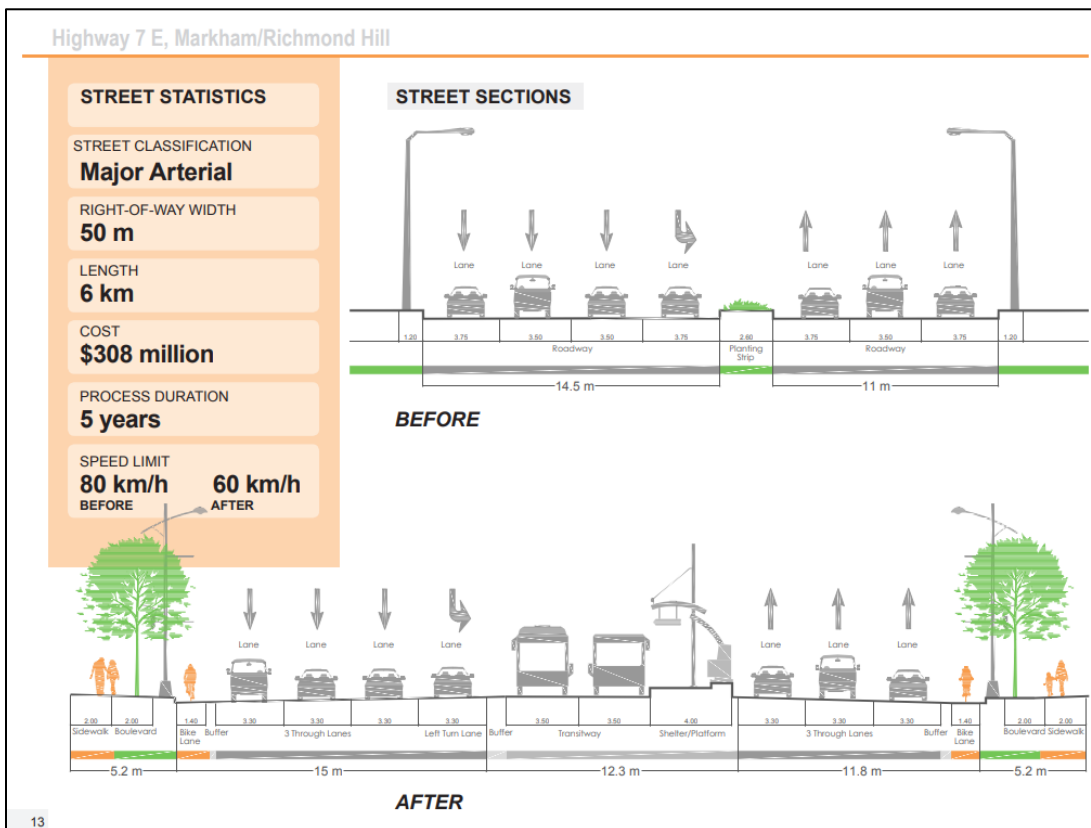 Highway 7 E, Markham/Richmond Hill
STREET STATISTICS
STREET CLASSIFICATION
Major Arterial
RIGHT-OF-WAY WIDTH
50 m
LENGTH
6 km
COST
$308 million
PROCESS DURATION
5 years
SPEED LIMIT
80 km/h 60 km/h
BEFORE AFTER
STREET SECTIONS
Lane Lane Lane Lane Lane Lane Lane
1.20 3.75 3.50 3.50 3.75 2.60 3.75 3.50 3.75 1.20
Roadway Planting Roadway
Strip
14.5 m 11 m
BEFORE
Lane Lane Lane Lane Lane Lane Lane
2.00 2.00 1.40 3.30 3.30 3.30 3.30 3.50 3.50 4.00 3.30 3.30 3.30 1.40 2.00 2.00
Sidewalk Boulevard Bike Buffer 3 Through Lanes Left Turn Lane Buffer Transitway Shelter/Platform 3 Through Lanes Buffer Bike Boulevard Sidewalk
Lane Lane
5.2 m 15 m 12.3 m 11.8 m 5.2 m
AFTER
13